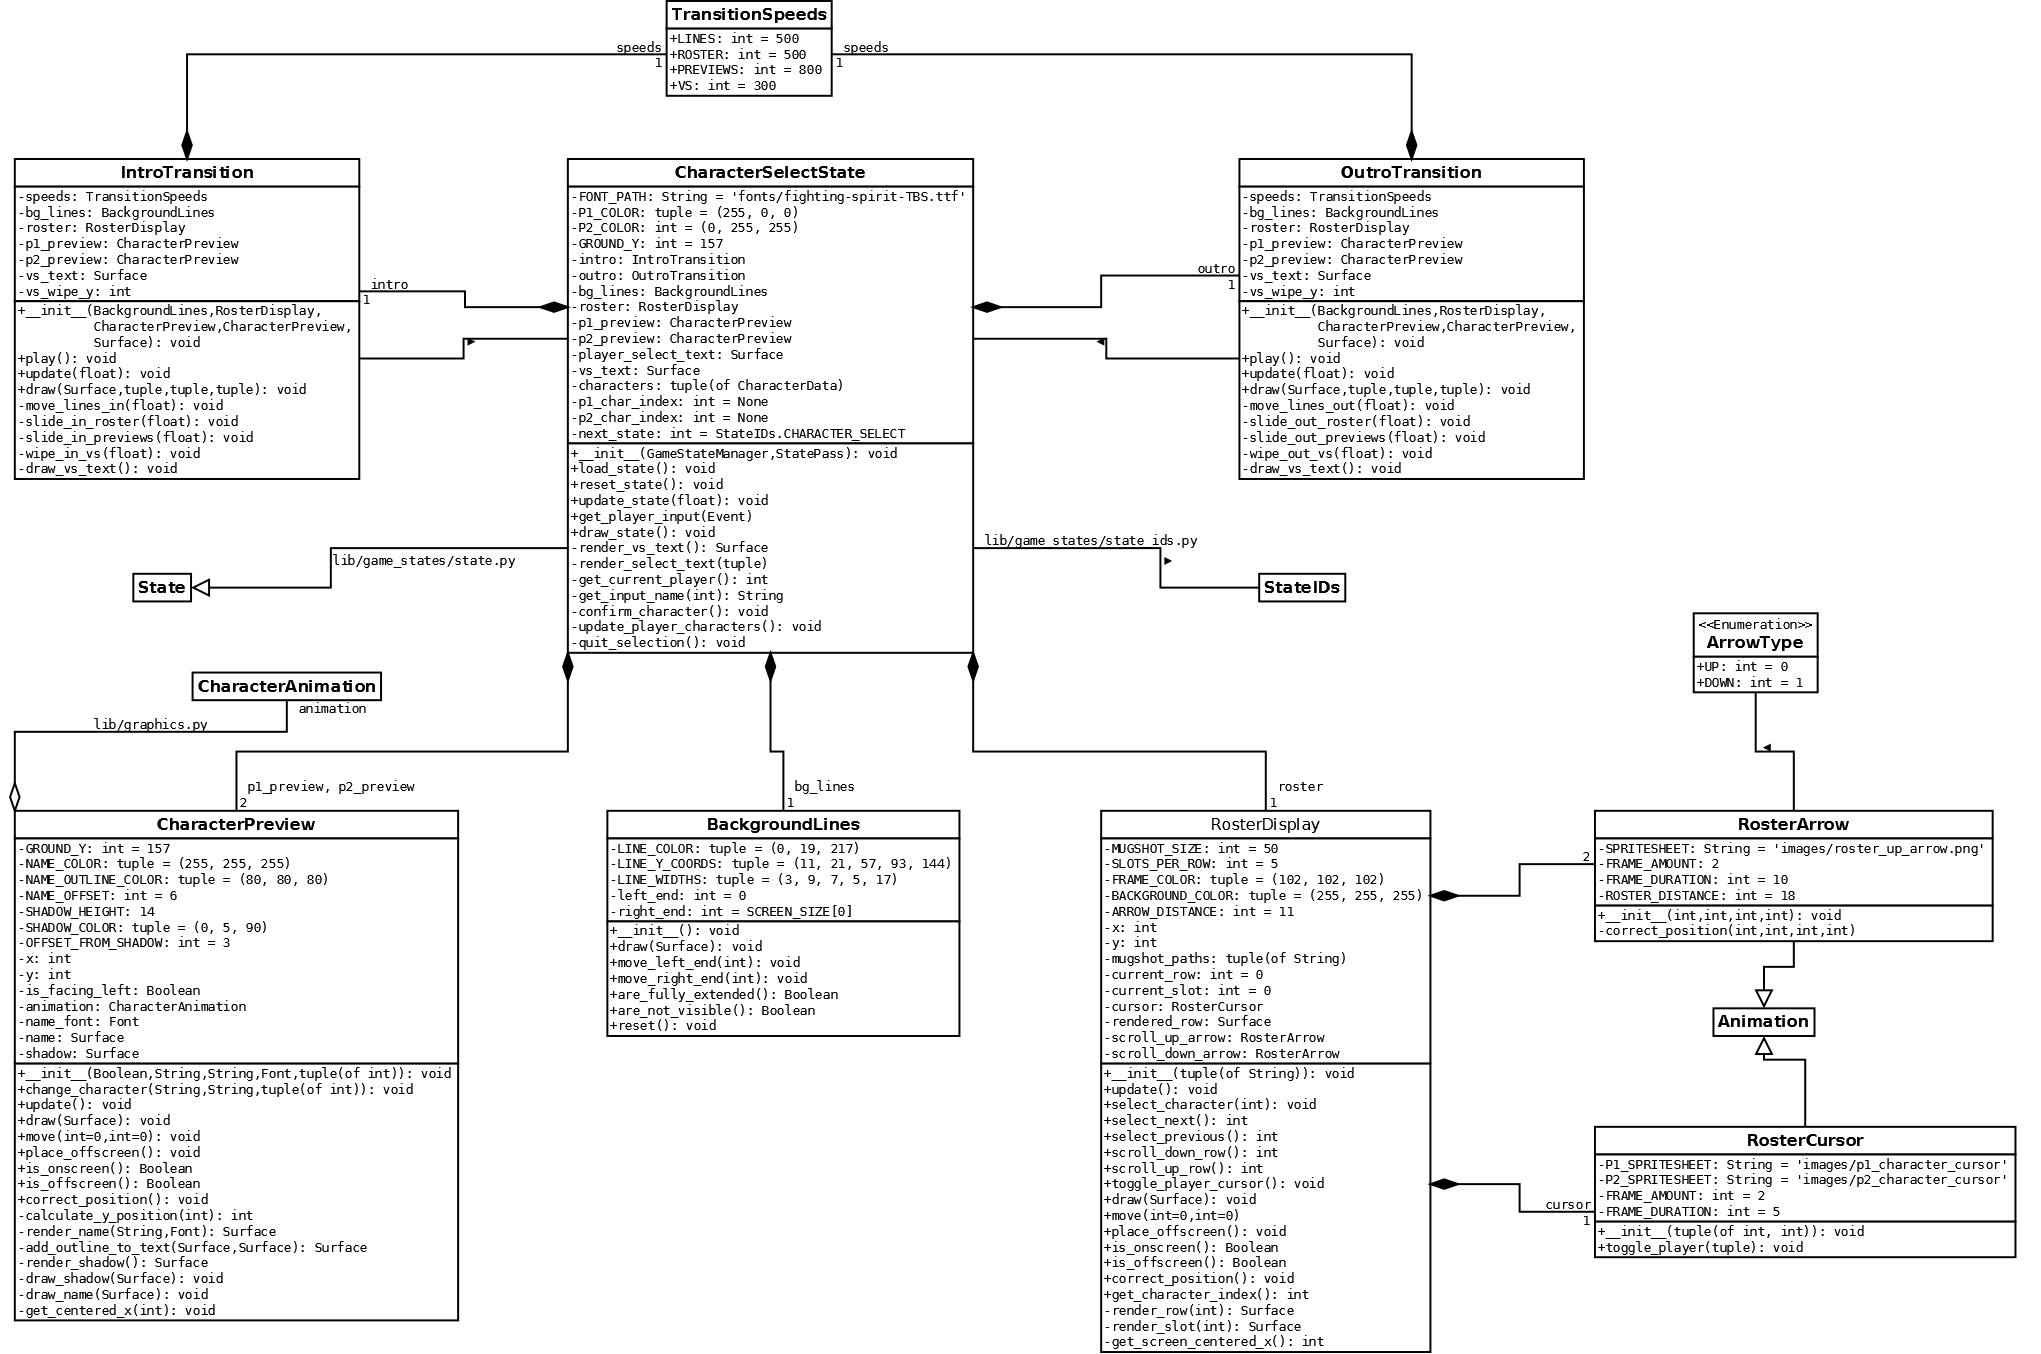 TransitionSpeeds
+LINES: int = 500
+ROSTER: int = 500
+PREVIEWS: int = 800
+VS: int = 300
speeds
1
speeds
1
IntroTransition
-speeds: TransitionSpeeds
-bg_lines: BackgroundLines
-roster: RosterDisplay
-p1_preview: CharacterPreview
-p2_preview: CharacterPreview
-vs_text: Surface
-vs_wipe_y: int
+__init__(BackgroundLines,RosterDisplay,
CharacterPreview,CharacterPreview,
Surface): void
+play(): void
+update(float): void
+draw(Surface,tuple,tuple,tuple): void
-move_lines_in(float): void
-slide_in_roster(float): void
-slide_in_previews(float): void
-wipe_in_vs(float): void
-draw_vs_text(): void
intro
1
CharacterSelectState
-FONT_PATH: String = 'fonts/fighting-spirit-TBS.ttf'
-P1_COLOR: tuple = (255, 0, 0)
-P2_COLOR: int = (0, 255, 255)
-GROUND_Y: int = 157
-intro: IntroTransition
-outro: OutroTransition
-bg_lines: BackgroundLines
-roster: RosterDisplay
-p1_preview: CharacterPreview
-p2_preview: CharacterPreview
-player_select_text: Surface
-vs_text: Surface
-characters: tuple(of CharacterData)
-p1_char_index: int = None
-p2_char_index: int = None
-next_state: int = StateIDs.CHARACTER_SELECT
+__init__(GameStateManager,StatePass): void
+load_state(): void
+reset_state(): void
+update_state(float): void
+get_player_input(Event)
+draw_state(): void
-render_vs_text(): Surface
-render_select_text(tuple)
-get_current_player(): int
-get_input_name(int): String
-confirm_character(): void
-update_player_characters(): void
-quit_selection(): void
outro
1
OutroTransition
-speeds: TransitionSpeeds
-bg_lines: BackgroundLines
-roster: RosterDisplay
-p1_preview: CharacterPreview
-p2_preview: CharacterPreview
-vs_text: Surface
-vs_wipe_y: int
+__init__(BackgroundLines,RosterDisplay,
CharacterPreview,CharacterPreview,
Surface): void
+play(): void
+update(float): void
+draw(Surface,tuple,tuple,tuple): void
-move_lines_out(float): void
-slide_out_roster(float): void
-slide_out_previews(float): void
-wipe_out_vs(float): void
-draw_vs_text(): void
lib/game_states/state.py
State
lib/game_states/state_ids.py
StateIDs
<<Enumeration>>
ArrowType
+UP: int = 0
+DOWN: int = 1
CharacterAnimation
animation
lib/graphics.py
p1_preview, p2_preview
2
bg_lines
1
roster
1
CharacterPreview
-GROUND_Y: int = 157
-NAME_COLOR: tuple = (255, 255, 255)
-NAME_OUTLINE_COLOR: tuple = (80, 80, 80)
-NAME_OFFSET: int = 6
-SHADOW_HEIGHT: 14
-SHADOW_COLOR: tuple = (0, 5, 90)
-OFFSET_FROM_SHADOW: int = 3
-x: int
-y: int
-is_facing_left: Boolean
-animation: CharacterAnimation
-name_font: Font
-name: Surface
-shadow: Surface
+__init__(Boolean,String,String,Font,tuple(of int)): void
+change_character(String,String,tuple(of int)): void
+update(): void
+draw(Surface): void
+move(int=0,int=0): void
+place_offscreen(): void
+is_onscreen(): Boolean
+is_offscreen(): Boolean
+correct_position(): void
-calculate_y_position(int): int
-render_name(String,Font): Surface
-add_outline_to_text(Surface,Surface): Surface
-render_shadow(): Surface
-draw_shadow(Surface): void
-draw_name(Surface): void
-get_centered_x(int): void
BackgroundLines
-LINE_COLOR: tuple = (0, 19, 217)
-LINE_Y_COORDS: tuple = (11, 21, 57, 93, 144)
-LINE_WIDTHS: tuple = (3, 9, 7, 5, 17)
-left_end: int = 0
-right_end: int = SCREEN_SIZE[0]
+__init__(): void
+draw(Surface): void
+move_left_end(int): void
+move_right_end(int): void
+are_fully_extended(): Boolean
+are_not_visible(): Boolean
+reset(): void
RosterDisplay
-MUGSHOT_SIZE: int = 50
-SLOTS_PER_ROW: int = 5
-FRAME_COLOR: tuple = (102, 102, 102)
-BACKGROUND_COLOR: tuple = (255, 255, 255)
-ARROW_DISTANCE: int = 11
-x: int
-y: int
-mugshot_paths: tuple(of String)
-current_row: int = 0
-current_slot: int = 0
-cursor: RosterCursor
-rendered_row: Surface
-scroll_up_arrow: RosterArrow
-scroll_down_arrow: RosterArrow
+__init__(tuple(of String)): void
+update(): void
+select_character(int): void
+select_next(): int
+select_previous(): int
+scroll_down_row(): int
+scroll_up_row(): int
+toggle_player_cursor(): void
+draw(Surface): void
+move(int=0,int=0)
+place_offscreen(): void
+is_onscreen(): Boolean
+is_offscreen(): Boolean
+correct_position(): void
+get_character_index(): int
-render_row(int): Surface
-render_slot(int): Surface
-get_screen_centered_x(): int
2
RosterArrow
-SPRITESHEET: String = 'images/roster_up_arrow.png'
-FRAME_AMOUNT: 2
-FRAME_DURATION: int = 10
-ROSTER_DISTANCE: int = 18
+__init__(int,int,int,int): void
-correct_position(int,int,int,int)
Animation
cursor
1
RosterCursor
-P1_SPRITESHEET: String = 'images/p1_character_cursor'
-P2_SPRITESHEET: String = 'images/p2_character_cursor'
-FRAME_AMOUNT: int = 2
-FRAME_DURATION: int = 5
+__init__(tuple(of int, int)): void
+toggle_player(tuple): void